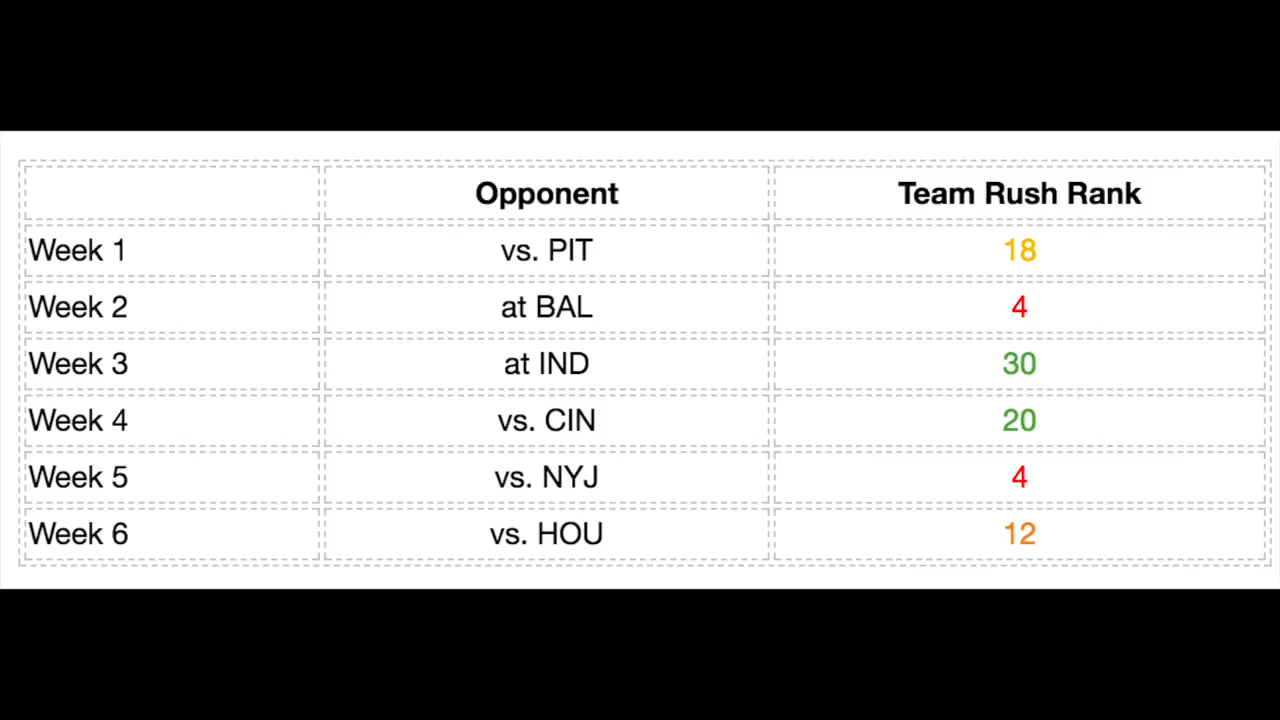 Opponent Team Rush Rank
Week 1 vs. PIT 18
Week 2 at BAL 4
Week 3 at IND 30
Week 4 vs. CIN 20
Week 5 vs. NYJ 4
Week 6 vs. HOU 12